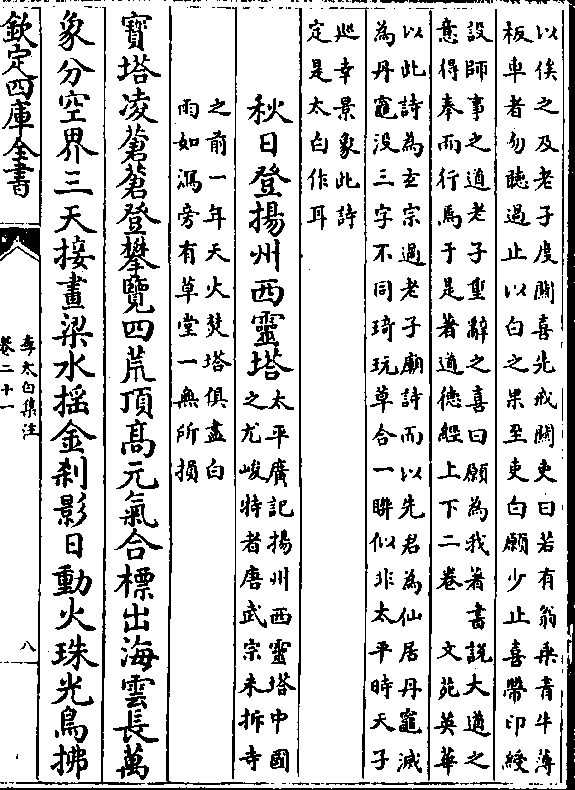 以俟之及老子度關喜先戒關吏曰若有翁乗青牛薄
板車者勿聽過止以白之果至吏曰願少止喜帶印綬
設師事之道老子聖辭之喜曰願為我著書說大道之
意得奉而行焉于是著道德經上下二卷　文苑英華
以此詩為玄宗過老子廟詩而以先君為仙居丹竈滅
為丹竈没三字不同琦玩草合一聨似非太平時天子
巡幸景象此詩
定是太白作耳
秋日登揚州西靈塔
太平廣記揚州西靈塔中國
之尤峻特者唐武宗未拆寺
之前一年天火焚塔俱盡白
雨如瀉旁有草堂一無所損
寶塔凌蒼蒼登攀覽四荒頂髙元氣合標出海雲長萬
象分空界三天接畫梁水揺金刹影日動火珠光鳥拂
欽定四庫全書
李太白集注
卷二十一
八